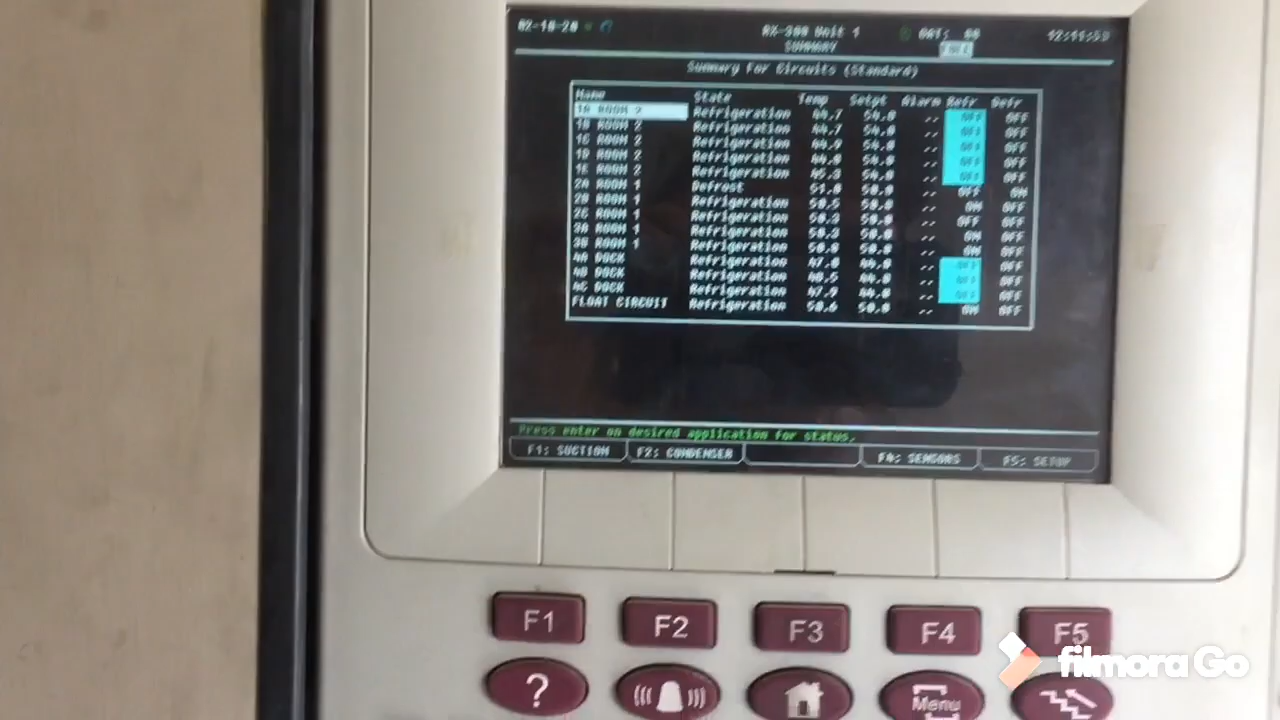 02-18-20
RX-300 Unit 1
12:11:53
SUMMARY
FULL
Summary For Circuits (Standard)
Name State Temp Setpt Alarm Refr Defr
1A ROOM 2 Refrigeration 44.7 54.0 -- OFF OFF
1B ROOM 2 Refrigeration 44.7 54.0 -- OFF OFF
1C ROOM 2 Refrigeration 44.9 54.0 -- OFF OFF
1D ROOM 2 Refrigeration 44.8 54.0 -- OFF OFF
1E ROOM 2 Refrigeration 45.3 54.0 -- OFF OFF
2A ROOM 1 Defrost 51.0 50.0 -- OFF ON
2B ROOM 1 Refrigeration 50.5 50.0 -- ON OFF
2C ROOM 1 Refrigeration 50.3 50.0 -- OFF OFF
3A ROOM 1 Refrigeration 50.3 50.0 -- ON OFF
3B ROOM 1 Refrigeration 50.8 50.0 -- ON OFF
4A DOCK Refrigeration 47.0 44.0 -- OFF OFF
4B DOCK Refrigeration 48.5 44.0 -- OFF OFF
4C DOCK Refrigeration 47.9 44.0 -- OFF OFF
FLOAT CIRCUIT Refrigeration 50.6 50.0 -- ON OFF
Press enter on desired application for status.
F1: SUCTION F2: CONDENSER F4: SENSORS F5: SETUP
F1 F2 F3 F4 F5
? Menu
filmora Go